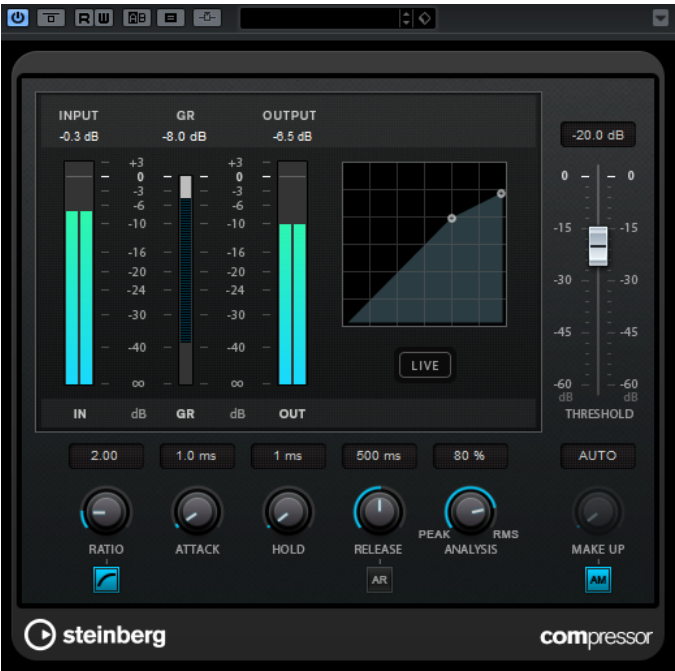 R W AB
INPUT GR OUTPUT
-0.3 dB -8.0 dB -6.5 dB
-20.0 dB
+3 +3
0 0 0 0
-3 -3
-6 -6
-10 -10 -15 -15
-16 -16
-20 -20
-24 -24 -30 -30
-30 -30
-40 -40 -45 -45
LIVE
∞ ∞ -60 -60
dB dB
IN dB GR dB OUT THRESHOLD
2.00 1.0 ms 1 ms 500 ms 80 % AUTO
PEAK RMS
RATIO ATTACK HOLD RELEASE ANALYSIS MAKE UP
AR AM
steinberg compressor